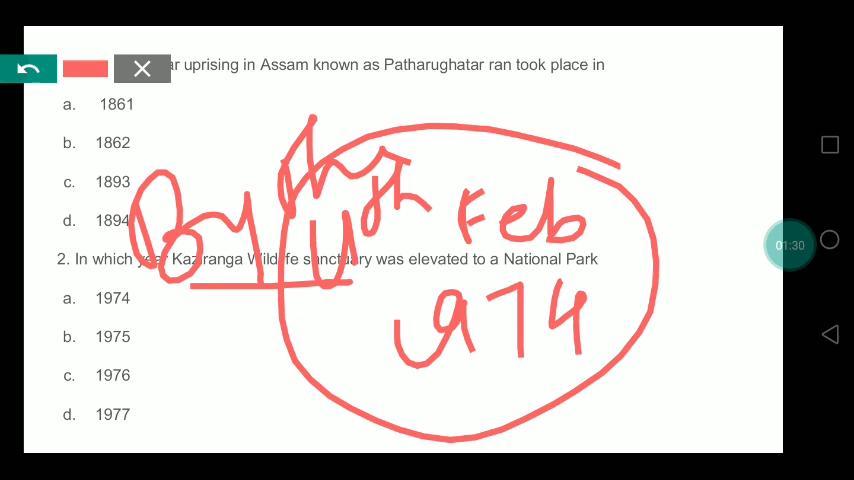 ar uprising in Assam known as Patharughatar ran took place in
a. 1861
b. 1862
c. 1893
d. 1894
4th Feb
2. In which year Kaziranga Wildlife sanctuary was elevated to a National Park
a. 1974
1974
b. 1975
c. 1976
d. 1977
01:30